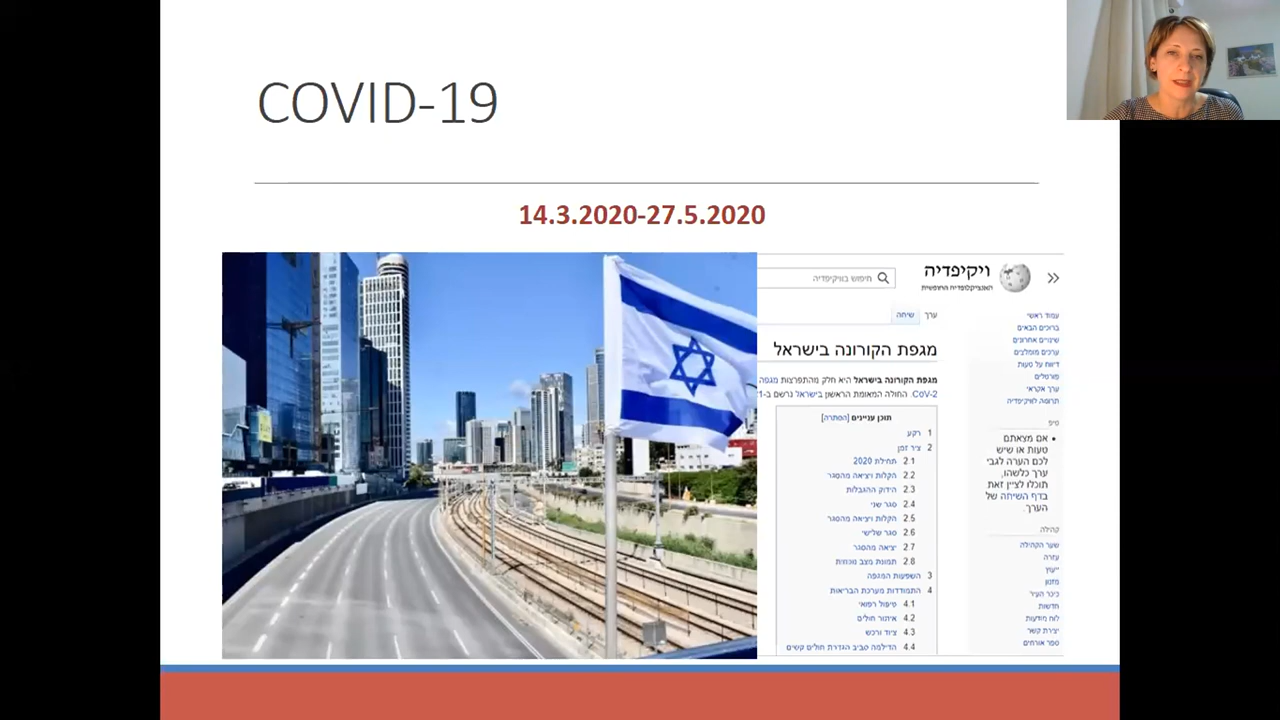 COVID-19
14.3.2020-27.5.2020
ויקיפדיה
האנציקלופדיה החופשית
חיפוש בוויקיפדיה
ערך שיחה
מגפת הקורונה בישראל
מגפת הקורונה בישראל היא חלק מהתפרצות מגפה
CoV-2. החולה המאומת הראשון בישראל נרשם ב-21
תוכן עניינים [הסתרה]
1 רקע
2 ציר זמן
2.1 תחילת 2020
2.2 הקלות ויציאה מהסגר
2.3 הידוק ההגבלות
2.4 סגר שני
2.5 הקלות ויציאה מהסגר
2.6 סגר שלישי
2.7 יציאה מהסגר
2.8 תמונת מצב נוכחית
3 השפעות המגפה
4 התמודדות מערכת הבריאות
4.1 טיפול רפואי
4.2 איתור חולים
4.3 ציוד ורכש
4.4 הדילמה סביב הגדרת חולים קשים
עמוד ראשי
ברוכים הבאים
שינויים אחרונים
ערכים מומלצים
דיווח על טעות
פורטלים
ערך אקראי
תרומה לוויקיפדיה
טיפ
אם מצאתם
טעות או שיש
לכם הערה לגבי
ערך כלשהו,
תוכלו לציין זאת
בדף השיחה של
הערך.
קהילה
שער הקהילה
עזרה
ייעוץ
מזנון
כיכר העיר
חדשות
לוח מודעות
יצירת קשר
ספר אורחים